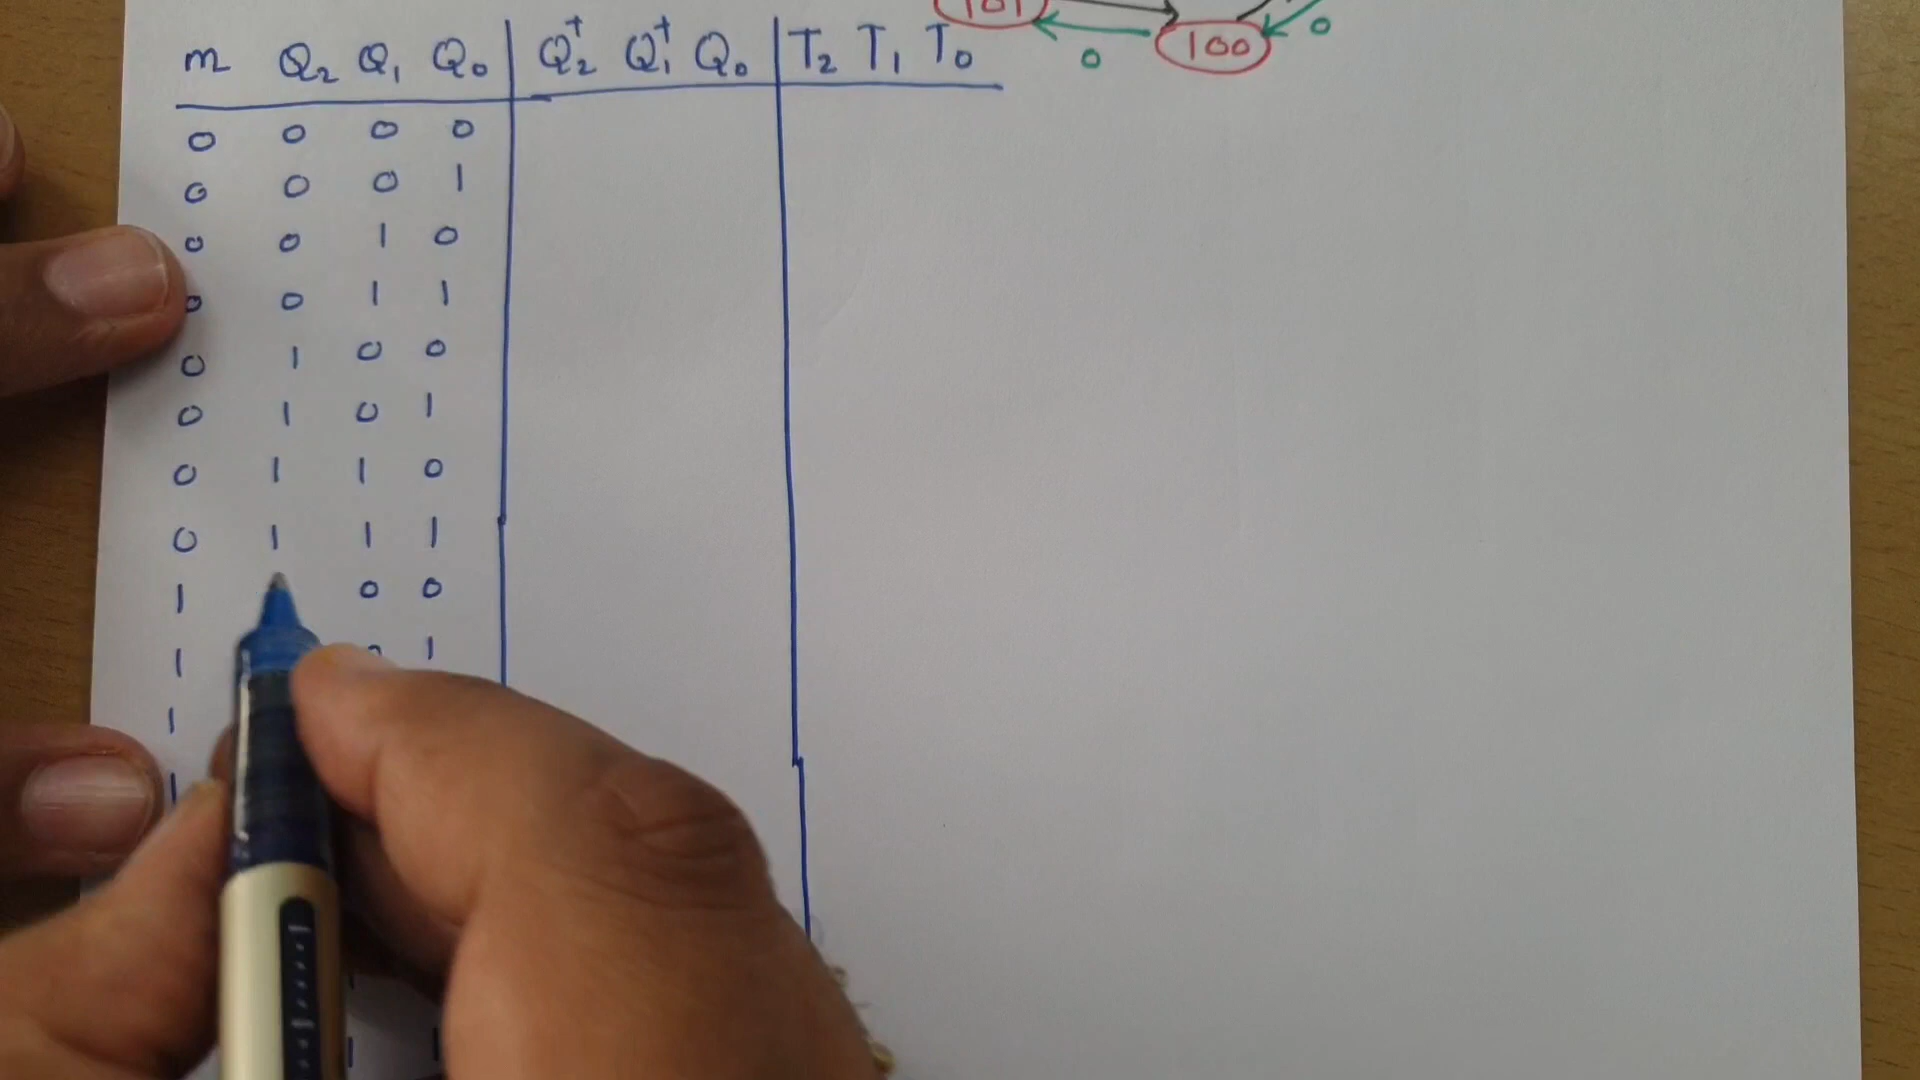 101 0 100 0
m Q₂ Q₁ Q₀ Q₂⁺ Q₁⁺ Q₀ T₂ T₁ T₀
0 0 0 0
0 0 0 1
0 0 1 0
0 0 1 1
0 1 0 0
0 1 0 1
0 1 1 0
0 1 1 1
1 0 0
1 1
1
1